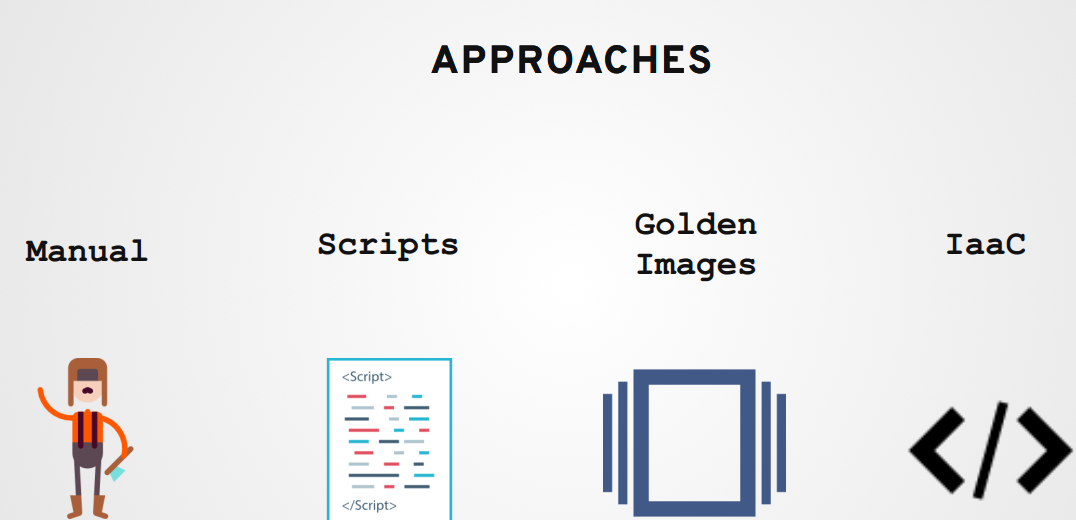 APPROACHES
Manual
Scripts
Golden
Images
IaaC
<Script>
</Script>